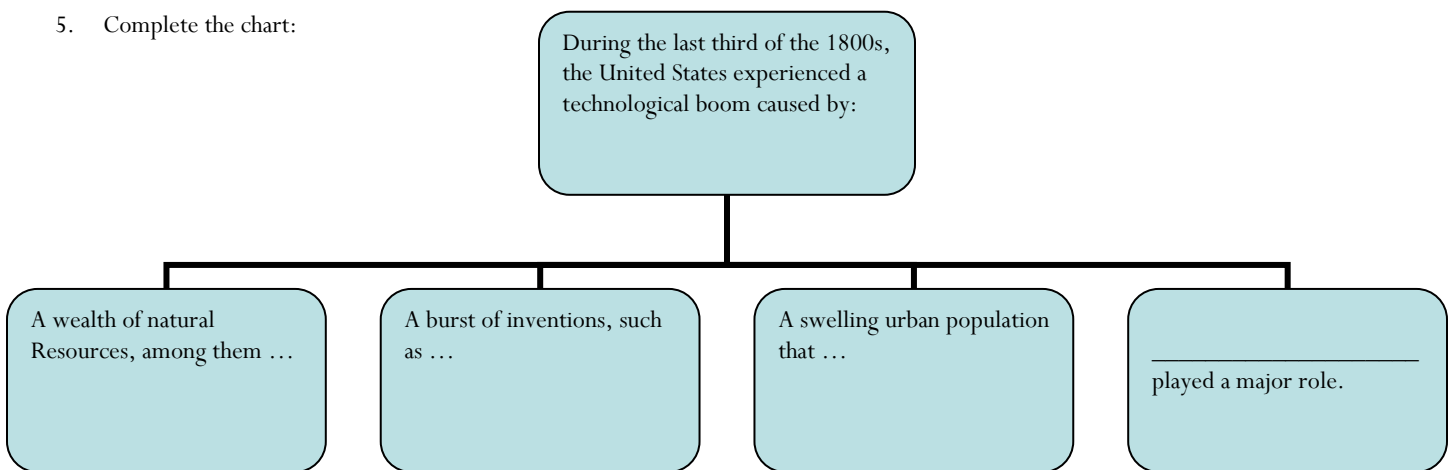 5. Complete the chart:
During the last third of the 1800s,
the United States experienced a
technological boom caused by:
A wealth of natural
Resources, among them …
A burst of inventions, such
as …
A swelling urban population
that …
______________________
played a major role.